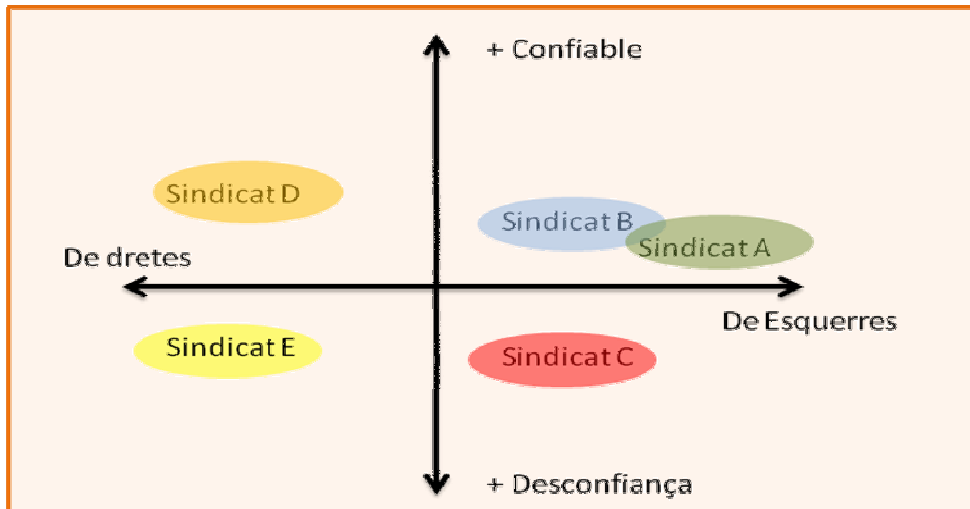 + Confiable
Sindicat D
Sindicat B
Sindicat A
De dretes
De Esquerres
Sindicat E
Sindicat C
+ Desconfiança